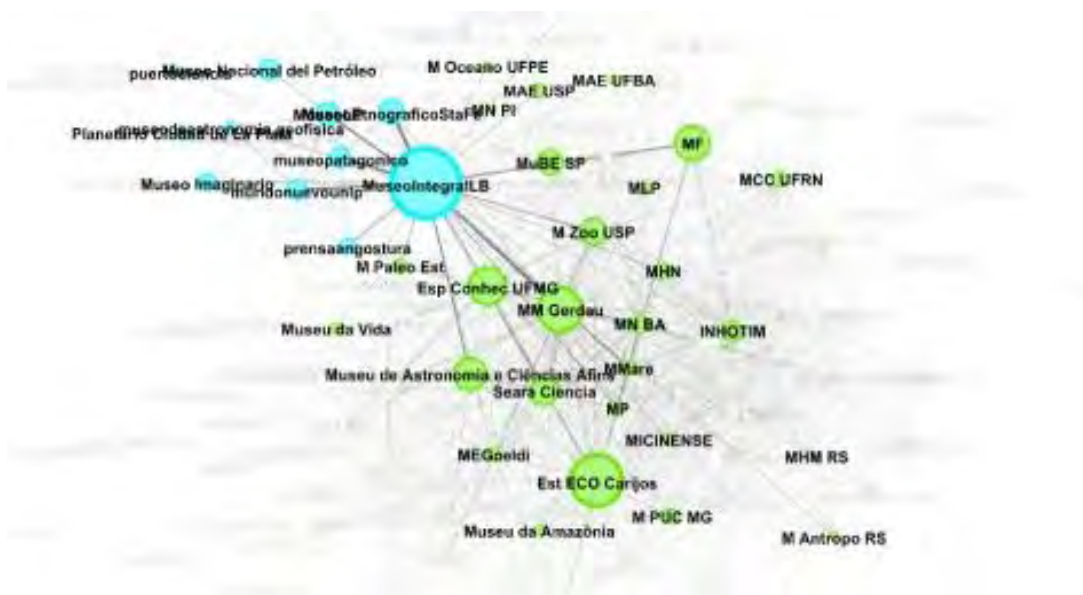 M Oceano UFPE
Museo Nacional del Petróleo
MAE UFBA
MAE USP
MN PI
MF
museopatagonico
MuBE SP
MCC UFRN
Museo Imaginario
MuseoIntegralLB
MLP
M Zoo USP
prensaangostura
M Paleo Est
MHN
Esp Conhec UFMG
MM Gerdau
MN BA
Museu da Vida
INHOTIM
MMare
Museu de Astronomia e Ciências Afins
Seara Ciencia
MP
MICINENSE
MEGoeldi
MHM RS
Est ECO Carijos
M PUC MG
Museu da Amazônia
M Antropo RS